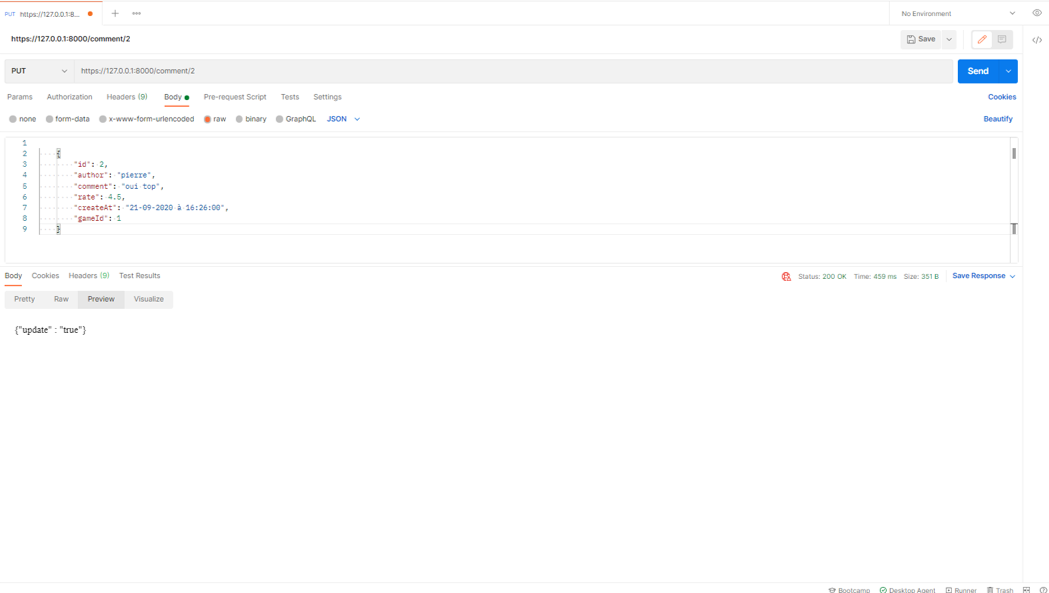 PUT https://127.0.0.1:8... No Environment
https://127.0.0.1:8000/comment/2 Save
PUT https://127.0.0.1:8000/comment/2 Send
Params Authorization Headers (9) Body Pre-request Script Tests Settings Cookies
none form-data x-www-form-urlencoded raw binary GraphQL JSON Beautify
1
2 {
3 "id": 2,
4 "author": "pierre",
5 "comment": "oui top",
6 "rate": 4.5,
7 "createAt": "21-09-2020 à 16:26:00",
8 "gameId": 1
9 }
Body Cookies Headers (9) Test Results Status: 200 OK Time: 459 ms Size: 351 B Save Response
Pretty Raw Preview Visualize
{"update" : "true"}
Bootcamp Desktop Agent Runner Trash